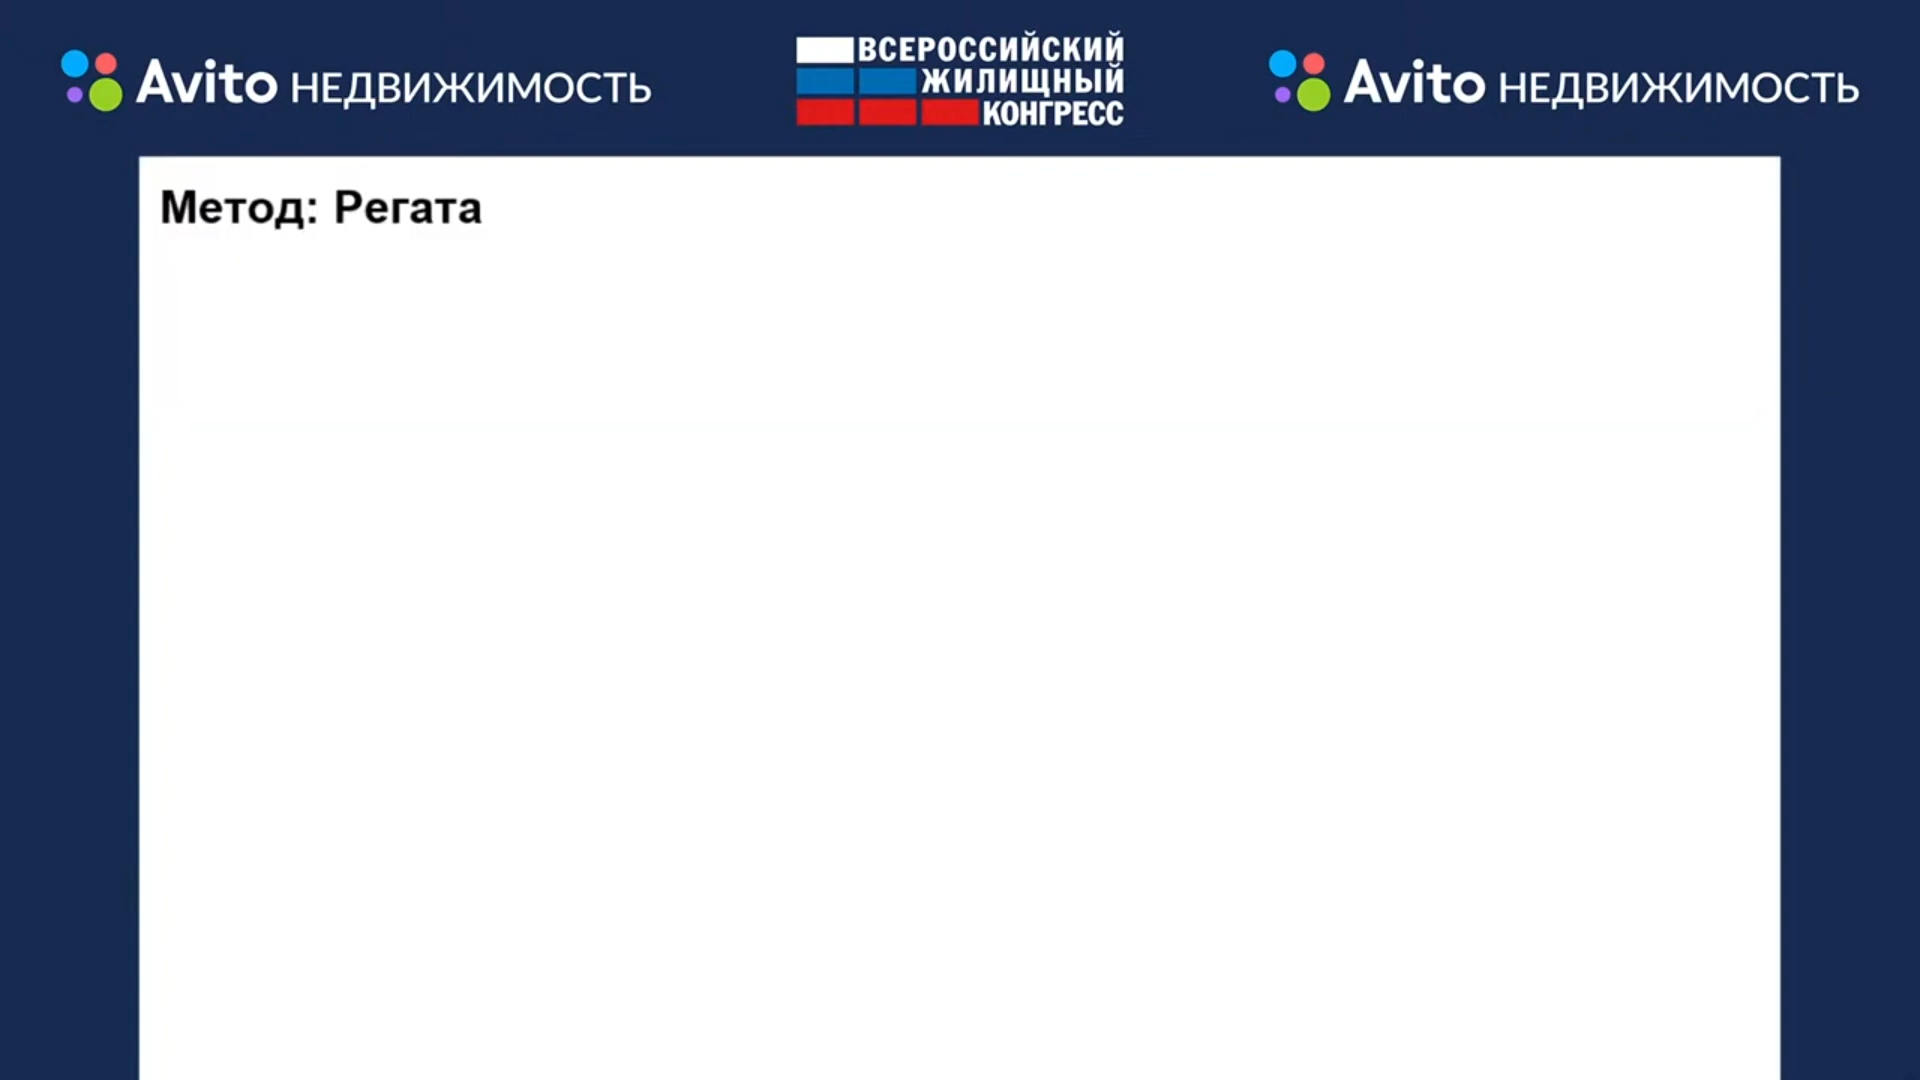 Avito НЕДВИЖИМОСТЬ
ВСЕРОССИЙСКИЙ
ЖИЛИЩНЫЙ
КОНГРЕСС
Avito НЕДВИЖИМОСТЬ
Метод: Регата